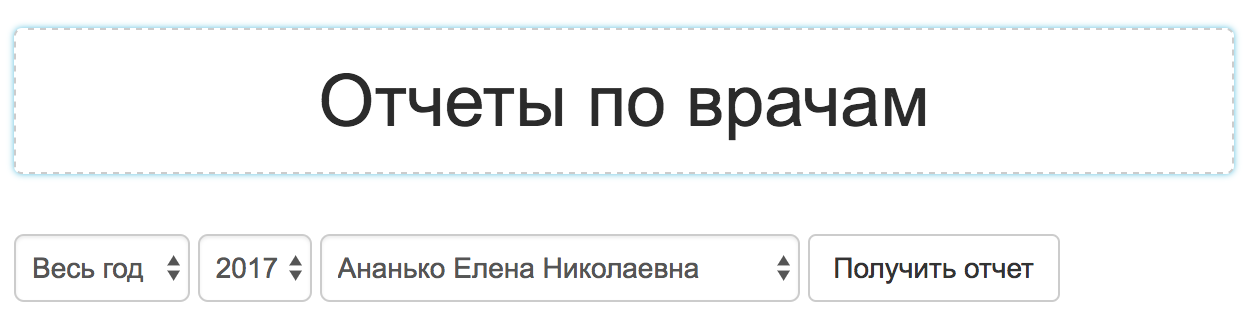 Отчеты по врачам
Весь год 2017 Ананько Елена Николаевна Получить отчет